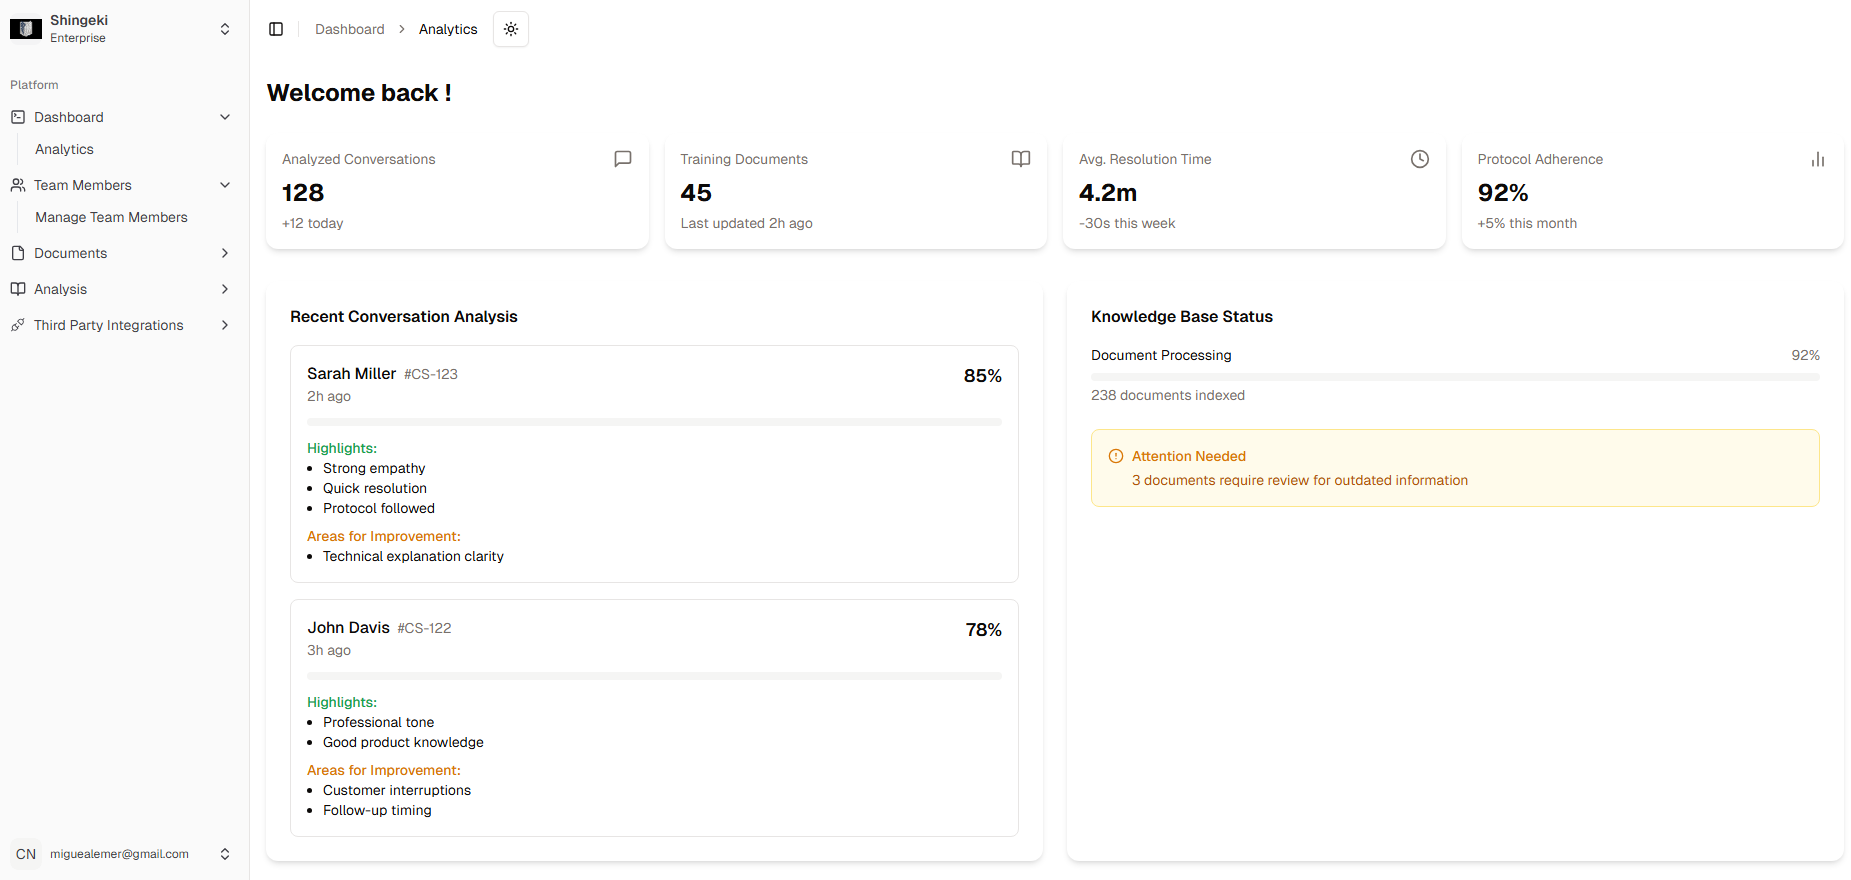 Shingeki
Enterprise
Platform
Dashboard
Analytics
Team Members
Manage Team Members
Documents
Analysis
Third Party Integrations
CN
miguealemer@gmail.com
Dashboard
Analytics
Welcome back !
Analyzed Conversations
128
+12 today
Training Documents
45
Last updated 2h ago
Avg. Resolution Time
4.2m
-30s this week
Protocol Adherence
92%
+5% this month
Recent Conversation Analysis
Sarah Miller #CS-123
85%
2h ago
Highlights:
Strong empathy
Quick resolution
Protocol followed
Areas for Improvement:
Technical explanation clarity
John Davis #CS-122
78%
3h ago
Highlights:
Professional tone
Good product knowledge
Areas for Improvement:
Customer interruptions
Follow-up timing
Knowledge Base Status
Document Processing
92%
238 documents indexed
Attention Needed
3 documents require review for outdated information